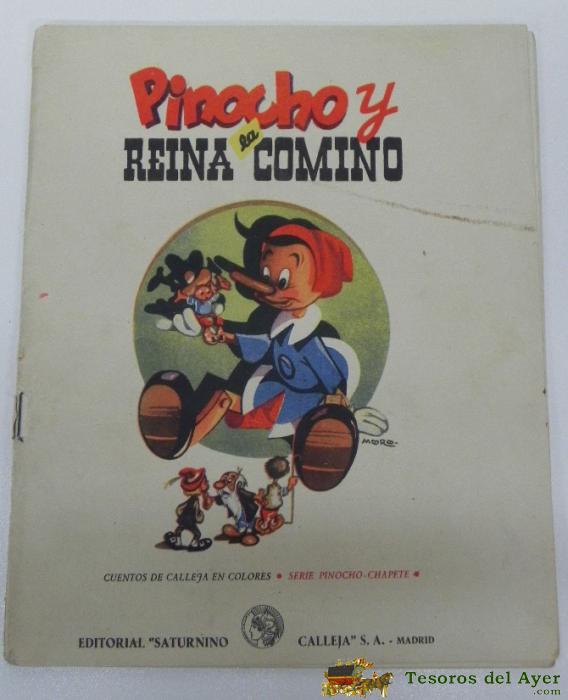 Pinocho y
la
REINA COMINO
MORO-
CUENTOS DE CALLEJA EN COLORES • SERIE PINOCHO-CHAPETE •
EDITORIAL "SATURNINO CALLEJA" S. A. - MADRID
Tesoros del Ayer
.com